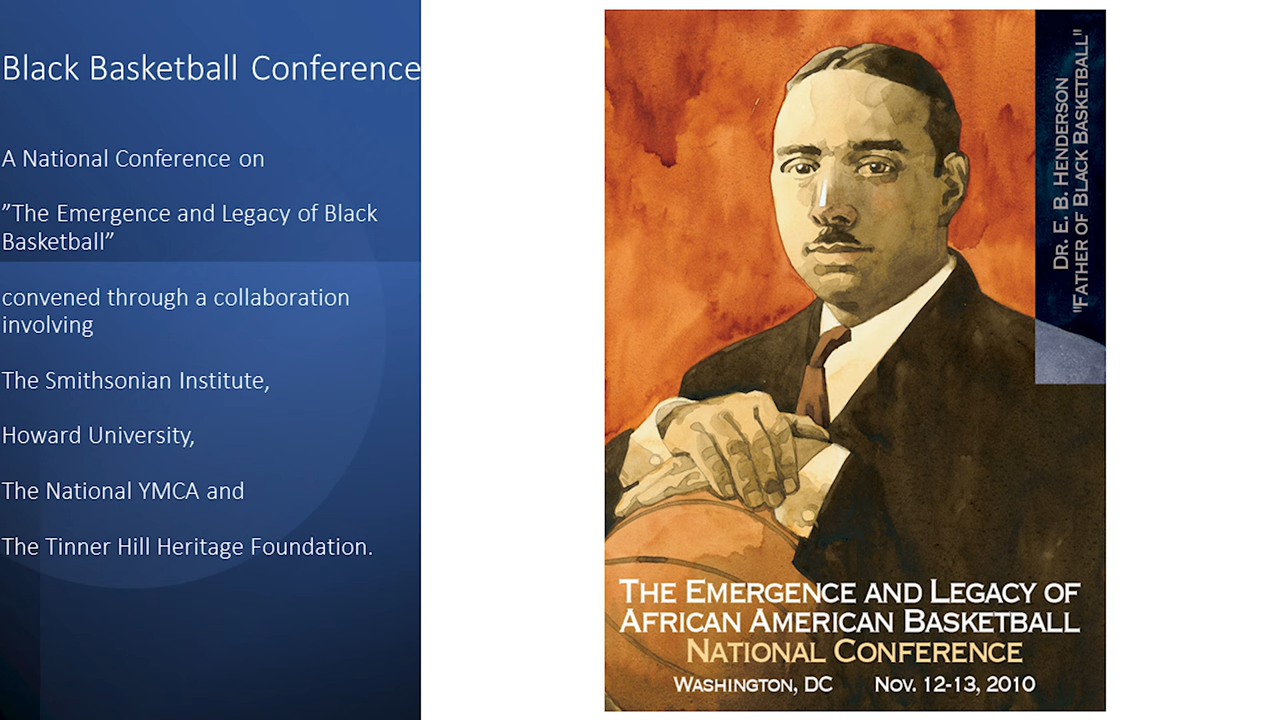 Black Basketball Conference
A National Conference on
”The Emergence and Legacy of Black
Basketball”
convened through a collaboration
involving
The Smithsonian Institute,
Howard University,
The National YMCA and
The Tinner Hill Heritage Foundation.
Dr. E. B. Henderson
"Father of Black Basketball"
The Emergence and Legacy of
African American Basketball
National Conference
Washington, DC Nov. 12-13, 2010